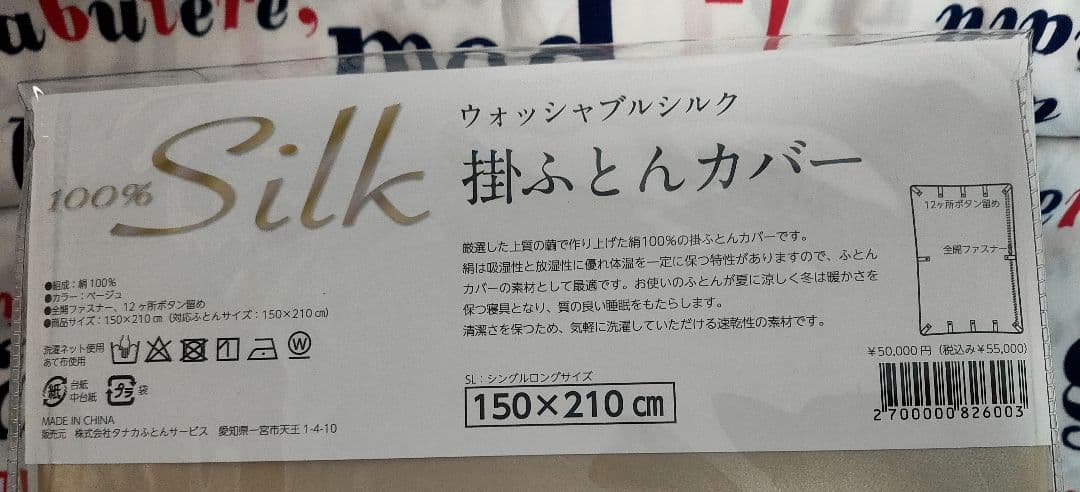 abutere,
100% Silk
ウォッシャブルシルク
掛ふとんカバー
厳選した上質の繭で作り上げた絹100%の掛ふとんカバーです。
絹は吸湿性と放湿性に優れ体温を一定に保つ特性がありますので、ふとん
カバーの素材として最適です。お使いのふとんが夏に涼しく冬は暖かさを
保つ寝具となり、質の良い睡眠をもたらします。
清潔さを保つため、気軽に洗濯していただける速乾性の素材です。
12ヶ所ボタン留め
全開ファスナー
●組成：絹100%
●カラー：ベージュ
●全開ファスナー、12ヶ所ボタン留め
●商品サイズ：150×210㎝（対応ふとんサイズ：150×210㎝）
洗濯ネット使用
あて布使用
W
紙
台紙
中台紙
プラ
袋
MADE IN CHINA
販売元 株式会社タナカふとんサービス 愛知県一宮市天王1-4-10
SL：シングルロングサイズ
150×210㎝
￥50,000円（税込み￥55,000）
2700000826003